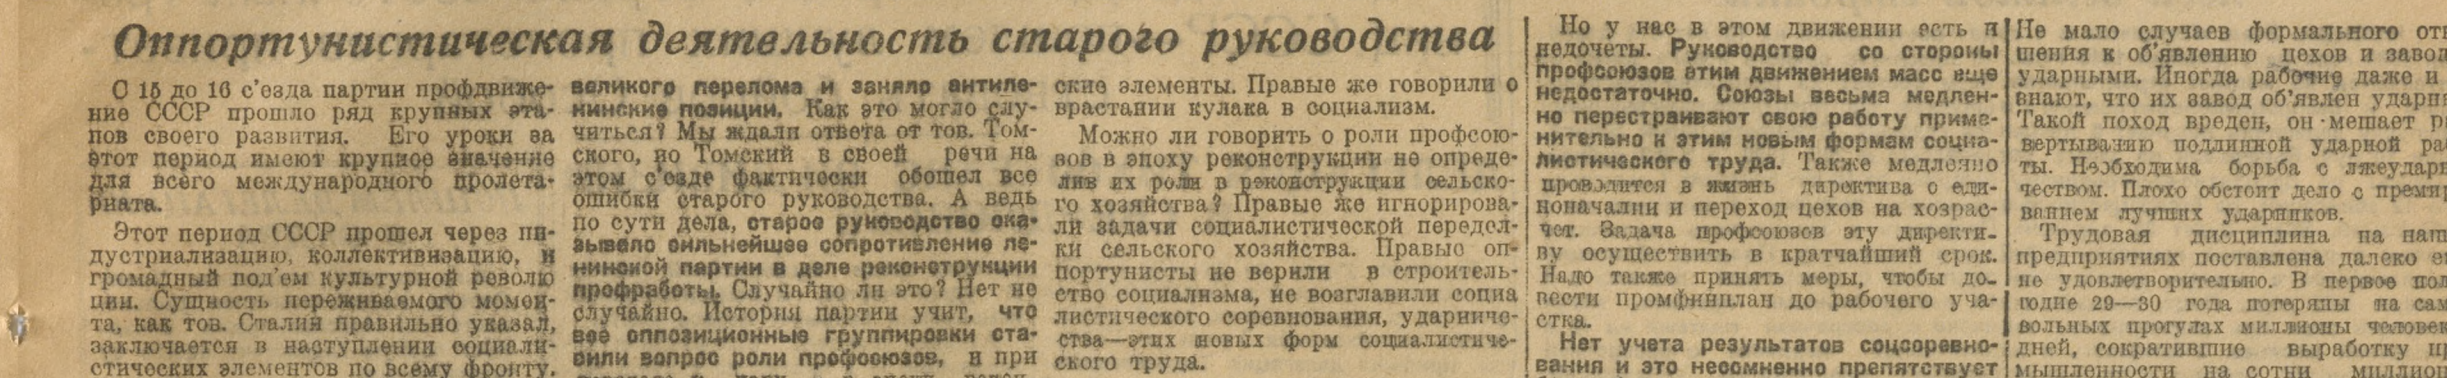 Оппортунистическая деятельность старого руководства
С 15 до 16 с'езда партии профдвиже-
ние СССР прошло ряд крупных эта-
пов своего развития. Его уроки за
этот период имеют крупное значение
для всего международного пролета-
риата.
Этот период СССР прошел через ин-
дустриализацию, коллективизацию, и
громадный под'ем культурной револю
ции. Сущность переживаемого момен-
та, как тов. Сталин правильно указал,
заключается в наступлении социали-
стических элементов по всему фронту.
великого перелома и заняло антиле-
нинские позиции. Как это могло слу-
читься? Мы ждали ответа от тов. Том-
ского, но Томский в своей речи на
этом с'езде фактически обошел все
ошибки старого руководства. А ведь
по сути дела, старое руководство ока-
зывало сильнейшее сопротивление ле-
нинской партии в деле реконструкции
профработы. Случайно ли это? Нет не
случайно. История партии учит, что
все оппозиционные группировки ста-
вили вопрос роли профсоюзов, и при
ские элементы. Правые же говорили о
врастании кулака в социализм.
Можно ли говорить о роли профсою-
зов в эпоху реконструкции не опреде-
лив их роли в реконструкции сельско-
го хозяйства? Правые же игнорирова-
ли задачи социалистической передел-
ки сельского хозяйства. Правые оп-
портунисты не верили в строитель-
ство социализма, не возглавили социа
листического соревнования, ударниче-
ства—этих новых форм социалистиче-
ского труда.
Но у нас в этом движении есть и
недочеты. Руководство со стороны
профсоюзов этим движением масс еще
недостаточно. Союзы весьма медлен-
но перестраивают свою работу приме-
нительно к этим новым формам социа-
листического труда. Также медленно
проводится в жизнь директива о еди-
ноначалии и переход цехов на хозрас-
чет. Задача профсоюзов эту директи-
ву осуществить в кратчайший срок.
Надо также принять меры, чтобы до-
вести промфинплан до рабочего уча-
стка.
Нет учета результатов соцсоревно-
вания и это несомненно препятствует
Не мало случаев формального от
шения к об'явлению цехов и завод
ударными. Иногда рабочие даже и
знают, что их завод об'явлен ударн
Такой поход вреден, он мешает р
вертыванию подлинной ударной ра
ты. Необходима борьба с лжеударн
чеством. Плохо обстоит дело с премир
ванием лучших ударников.
Трудовая дисциплина на наш
предприятиях поставлена далеко
не удовлетворительно. В первое пол
годие 29—30 года потеряны на сам
вольных прогулах миллионы человек
дней, сократившие выработку п
мышленности на сотни миллион